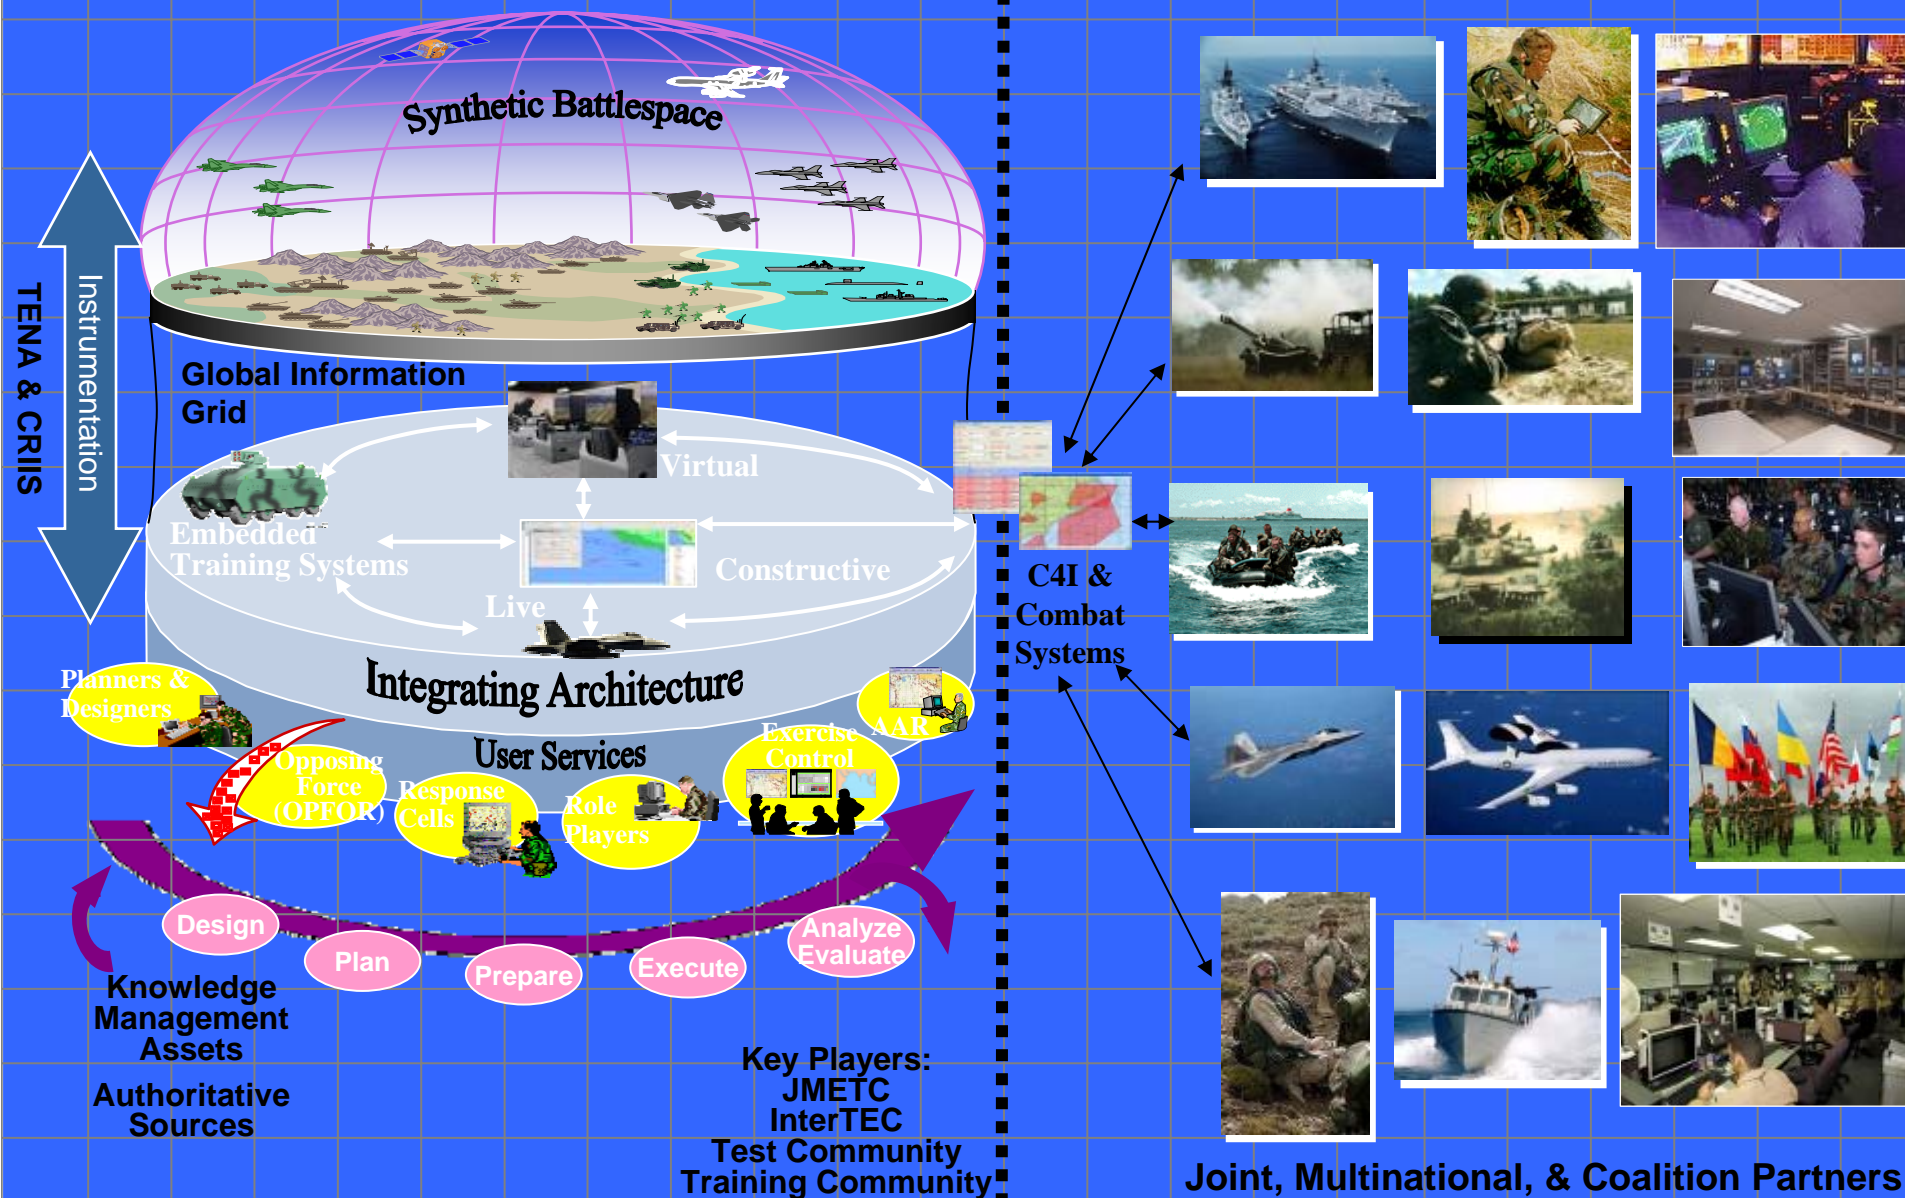 Synthetic Battlespace
TENA & CRIIS
Instrumentation
Global Information
Grid
Virtual
Embedded
Training Systems
Constructive
Live
C4I &
Combat
Systems
Integrating Architecture
User Services
Planners &
Designers
Opposing
Force
(OPFOR)
Response
Cells
Role
Players
Exercise
Control
AAR
Design
Plan
Prepare
Execute
Analyze
Evaluate
Knowledge
Management
Assets
Authoritative
Sources
Key Players:
JMETC
InterTEC
Test Community
Training Community
Joint, Multinational, & Coalition Partners